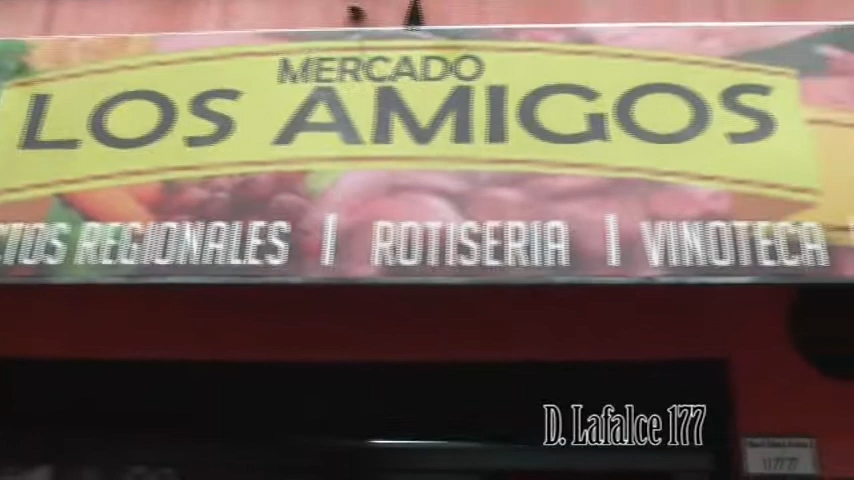 MERCADO
LOS AMIGOS
REGIONALES | ROTISERIA | VINOTECA
D. Lafalce 177